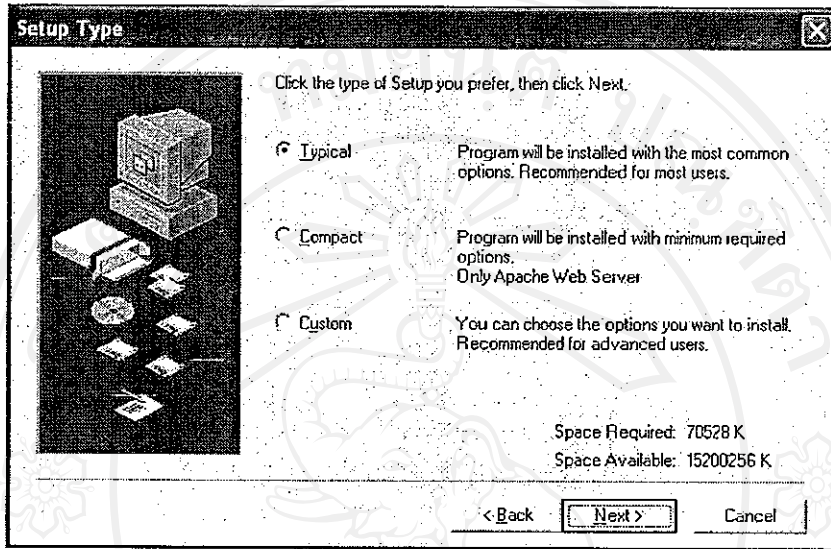 Setup Type
Click the type of Setup you prefer, then click Next.
Typical Program will be installed with the most common
options. Recommended for most users.
Compact Program will be installed with minimum required
options.
Only Apache Web Server
Custom You can choose the options you want to install.
Recommended for advanced users.
Space Required: 70528 K
Space Available: 15200256 K
< Back Next > Cancel